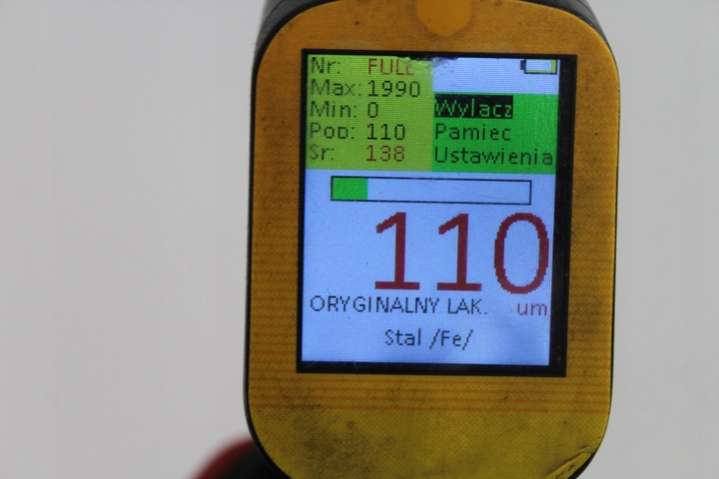 Nr: FULL
Max: 1990
Min: 0
Pop: 110
Sr: 138
Wylacz
Pamiec
Ustawienia
110
ORYGINALNY LAK. um
Stal /Fe/